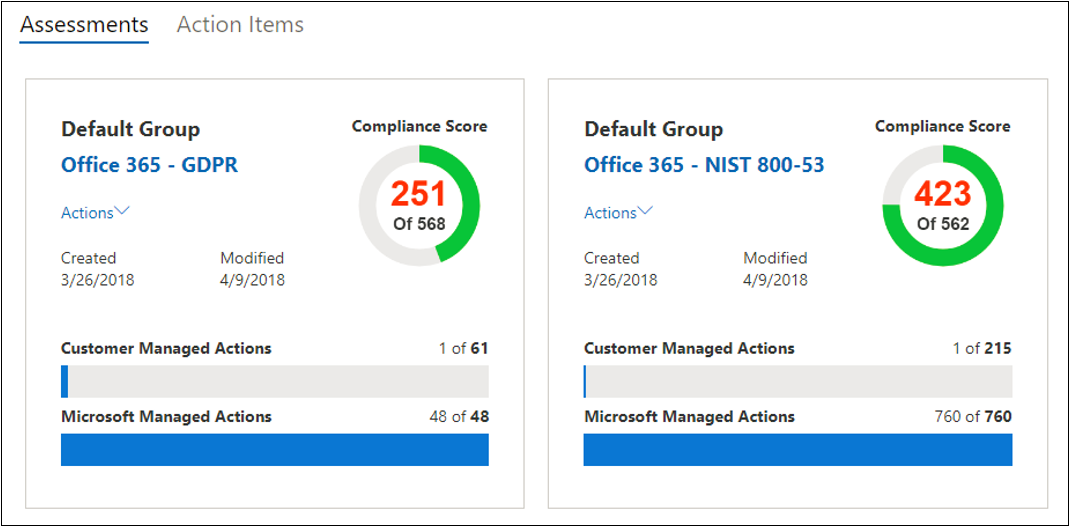 Assessments Action Items
Default Group
Compliance Score
Office 365 - GDPR
251
Of 568
Actions
Created Modified
3/26/2018 4/9/2018
Customer Managed Actions 1 of 61
Microsoft Managed Actions 48 of 48
Default Group
Compliance Score
Office 365 - NIST 800-53
423
Of 562
Actions
Created Modified
3/26/2018 4/9/2018
Customer Managed Actions 1 of 215
Microsoft Managed Actions 760 of 760